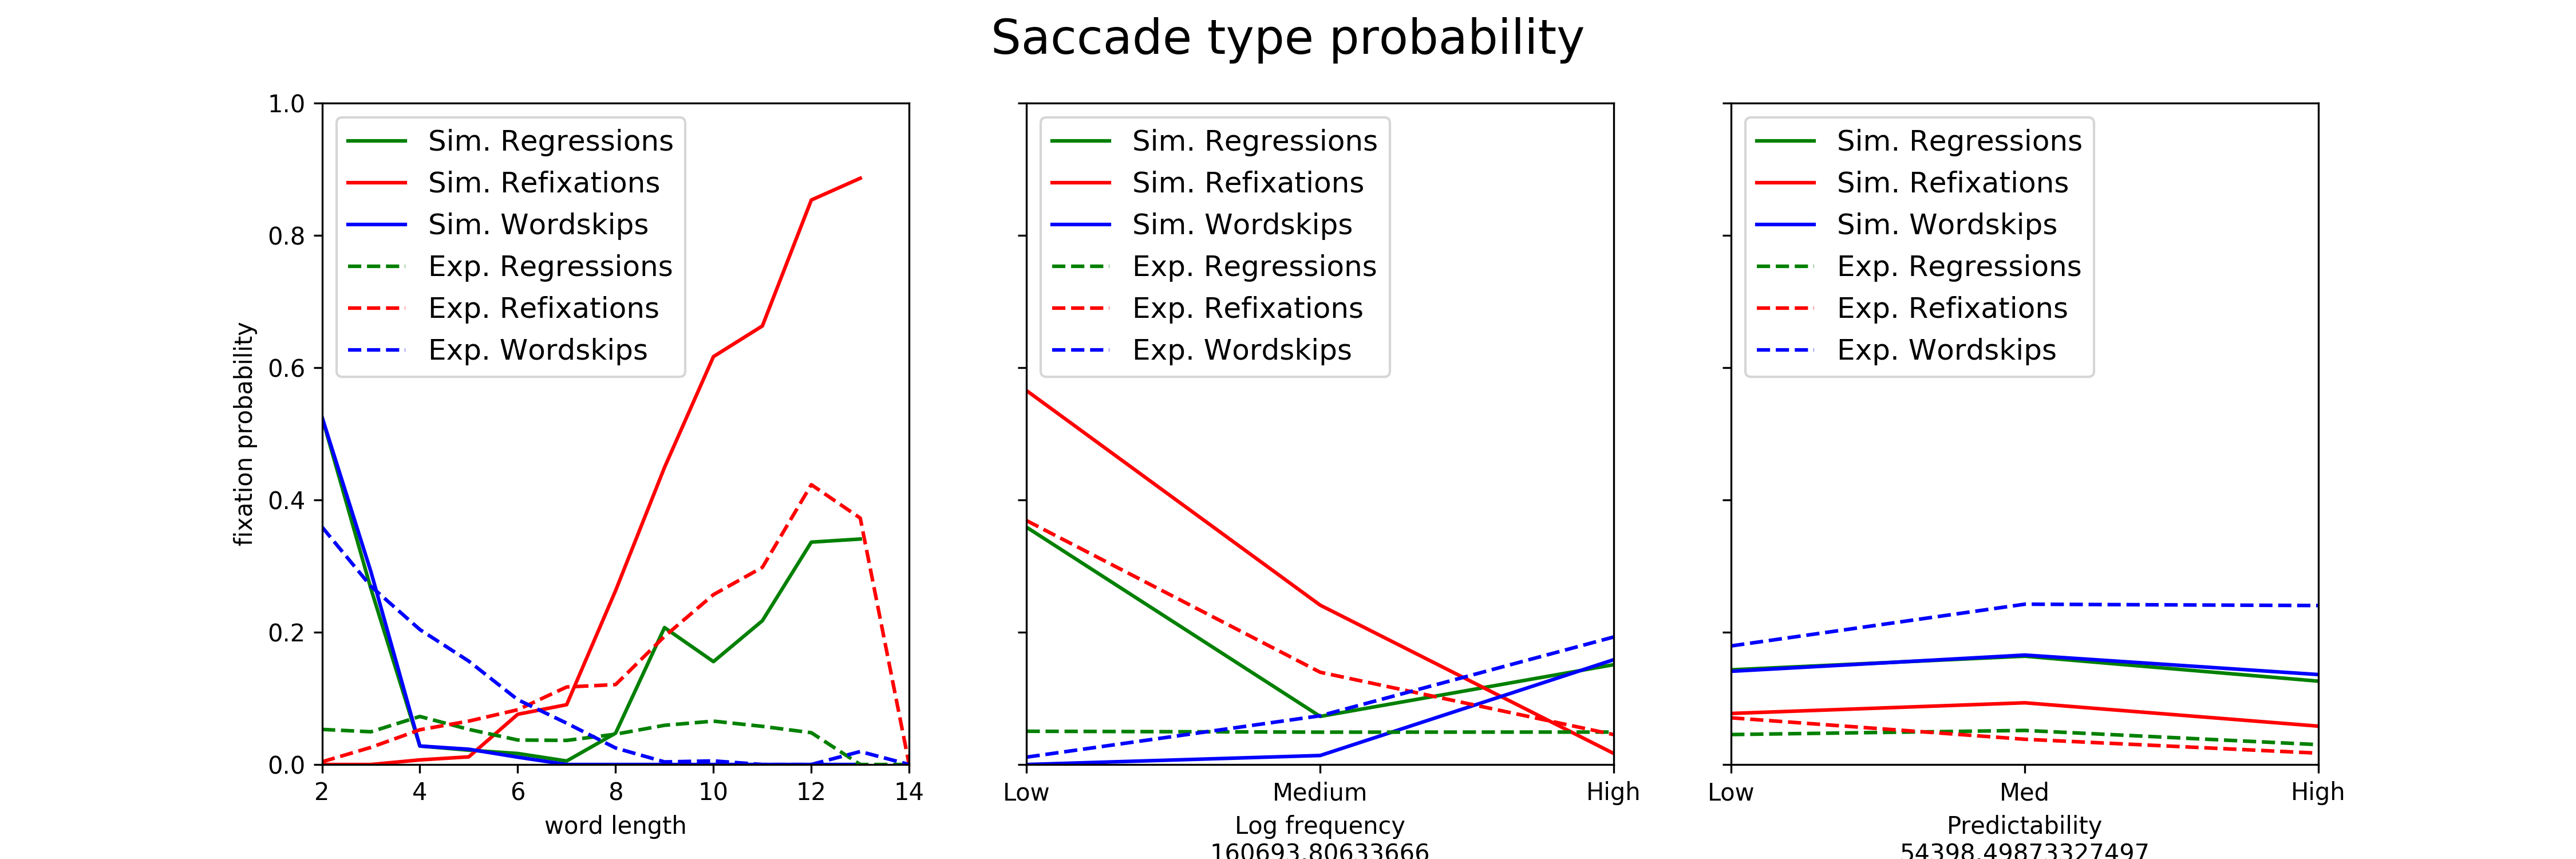 Saccade type probability
1.0
0.8
0.6
0.4
0.2
0.0
fixation probability
Sim. Regressions
Sim. Refixations
Sim. Wordskips
Exp. Regressions
Exp. Refixations
Exp. Wordskips
2 4 6 8 10 12 14
word length
Sim. Regressions
Sim. Refixations
Sim. Wordskips
Exp. Regressions
Exp. Refixations
Exp. Wordskips
Low Medium High
Log frequency
160693.80633666
Sim. Regressions
Sim. Refixations
Sim. Wordskips
Exp. Regressions
Exp. Refixations
Exp. Wordskips
Low Med High
Predictability
54398.49873327497